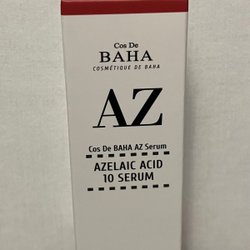 Cos De
BAHA
COSMÉTIQUE DE BAHA
AZ
Cos De BAHA AZ Serum
AZELAIC ACID
10 SERUM